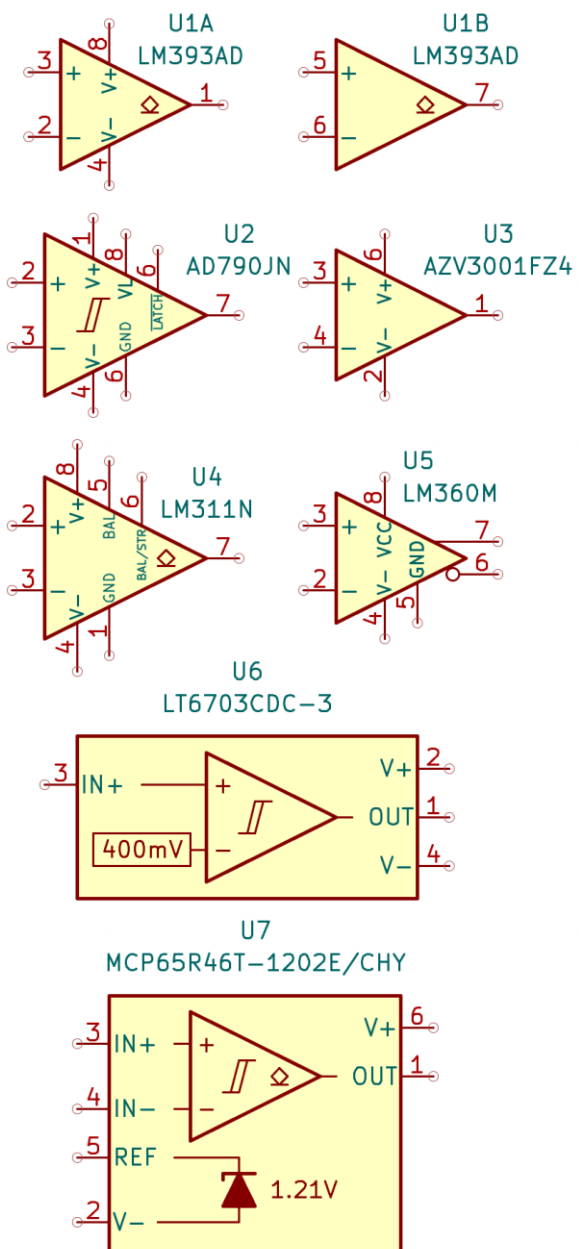 U1A
LM393AD
3
+
8
V+
1
2
−
V-
4
U1B
LM393AD
5
+
7
6
−
U2
AD790JN
1
8
6
2
+
V+
VL
LATCH
7
3
−
V-
GND
4
6
U3
AZV3001FZ4
6
3
+
V+
1
4
−
V-
2
U4
LM311N
8
5
6
2
+
V+
BAL
BAL/STR
7
3
−
V-
GND
4
1
U5
LM360M
8
3
+
VCC
7
GND
6
2
−
V-
4
5
U6
LT6703CDC-3
3
IN+
+
V+
2
OUT
1
400mV
−
V-
4
U7
MCP65R46T-1202E/CHY
V+
6
3
IN+
+
OUT
1
4
IN-
−
5
REF
1.21V
2
V-